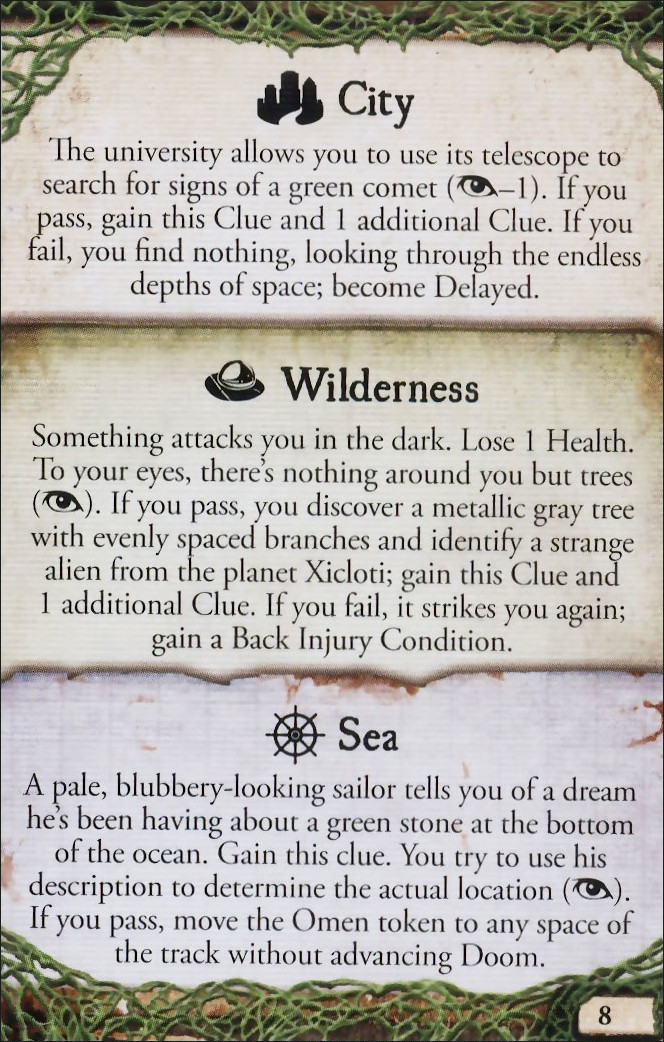 City
The university allows you to use its telescope to
search for signs of a green comet (–1). If you
pass, gain this Clue and 1 additional Clue. If you
fail, you find nothing, looking through the endless
depths of space; become Delayed.
Wilderness
Something attacks you in the dark. Lose 1 Health.
To your eyes, there's nothing around you but trees
(). If you pass, you discover a metallic gray tree
with evenly spaced branches and identify a strange
alien from the planet Xicloti; gain this Clue and
1 additional Clue. If you fail, it strikes you again;
gain a Back Injury Condition.
Sea
A pale, blubbery-looking sailor tells you of a dream
he's been having about a green stone at the bottom
of the ocean. Gain this clue. You try to use his
description to determine the actual location ().
If you pass, move the Omen token to any space of
the track without advancing Doom.
8